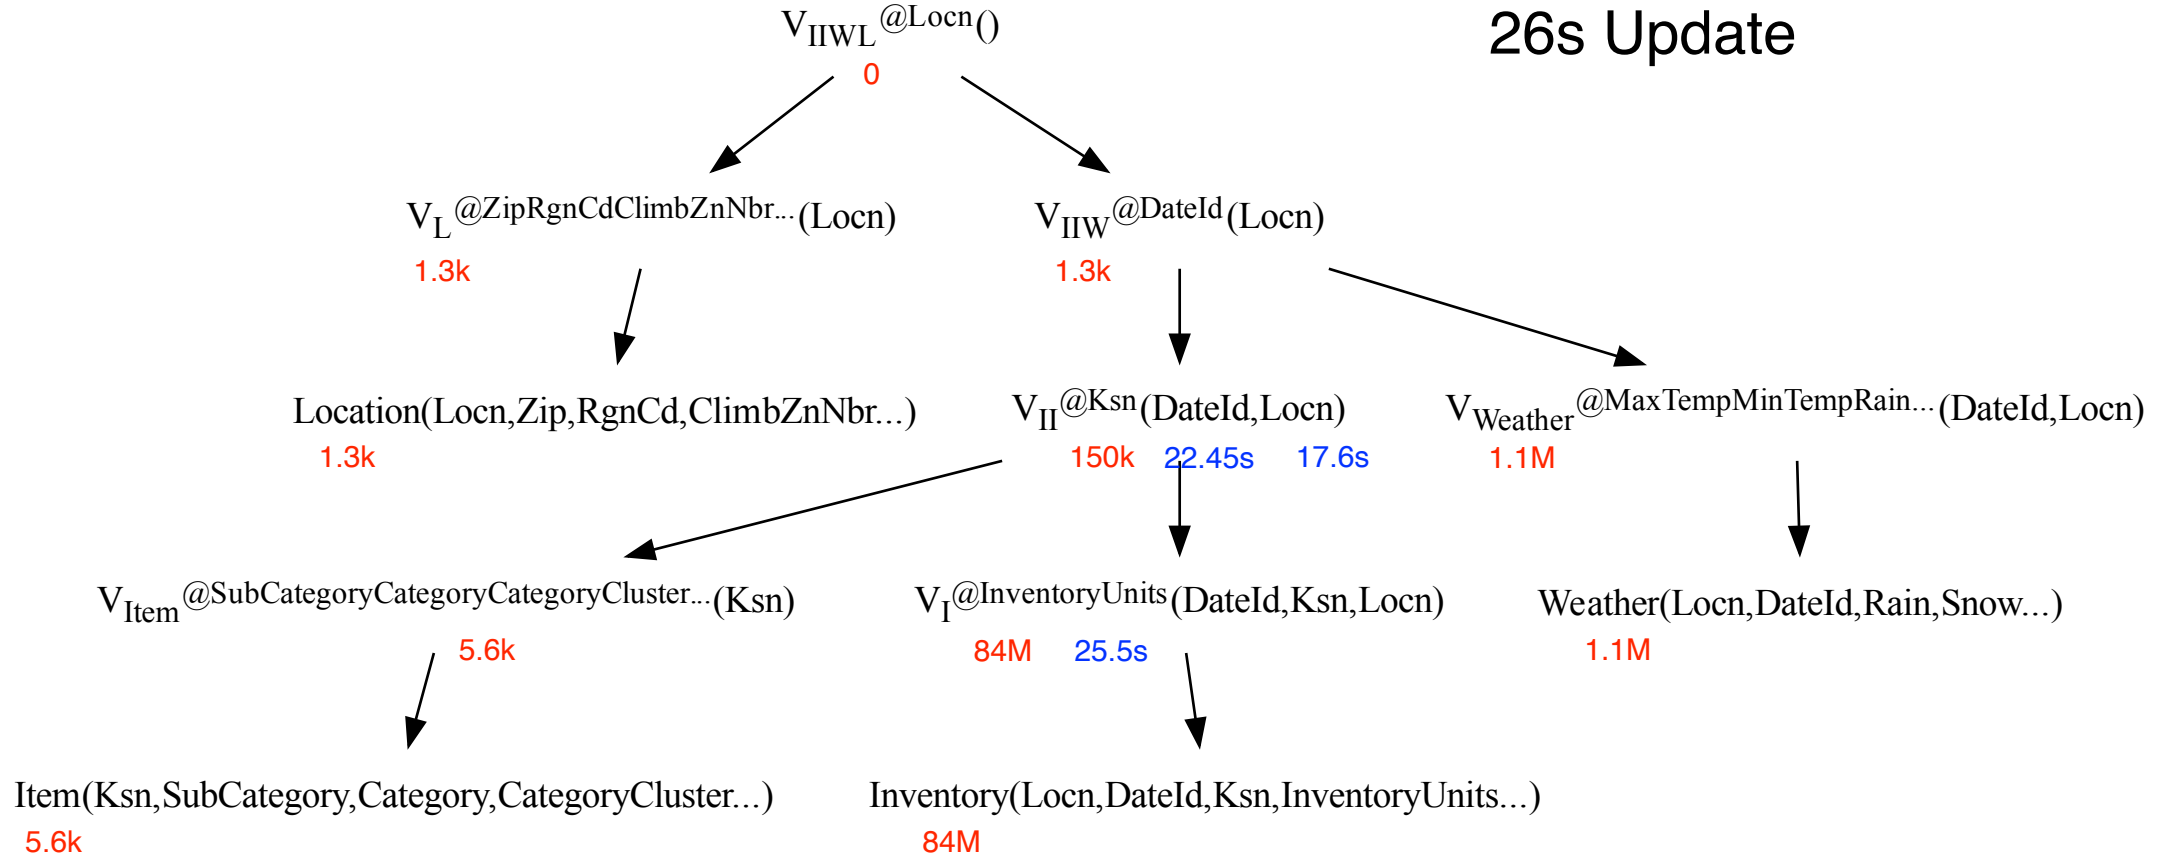 V_IIWL^@Locn()
26s Update
0
V_L^@ZipRgnCdClimbZnNbr...(Locn)
V_IIW^@DateId(Locn)
1.3k
1.3k
Location(Locn,Zip,RgnCd,ClimbZnNbr...)
V_II^@Ksn(DateId,Locn)
V_Weather^@MaxTempMinTempRain...(DateId,Locn)
1.3k
150k
22.45s
17.6s
1.1M
V_Item^@SubCategoryCategoryCategoryCluster...(Ksn)
V_I^@InventoryUnits(DateId,Ksn,Locn)
Weather(Locn,DateId,Rain,Snow...)
5.6k
84M
25.5s
1.1M
Item(Ksn,SubCategory,Category,CategoryCluster...)
Inventory(Locn,DateId,Ksn,InventoryUnits...)
5.6k
84M